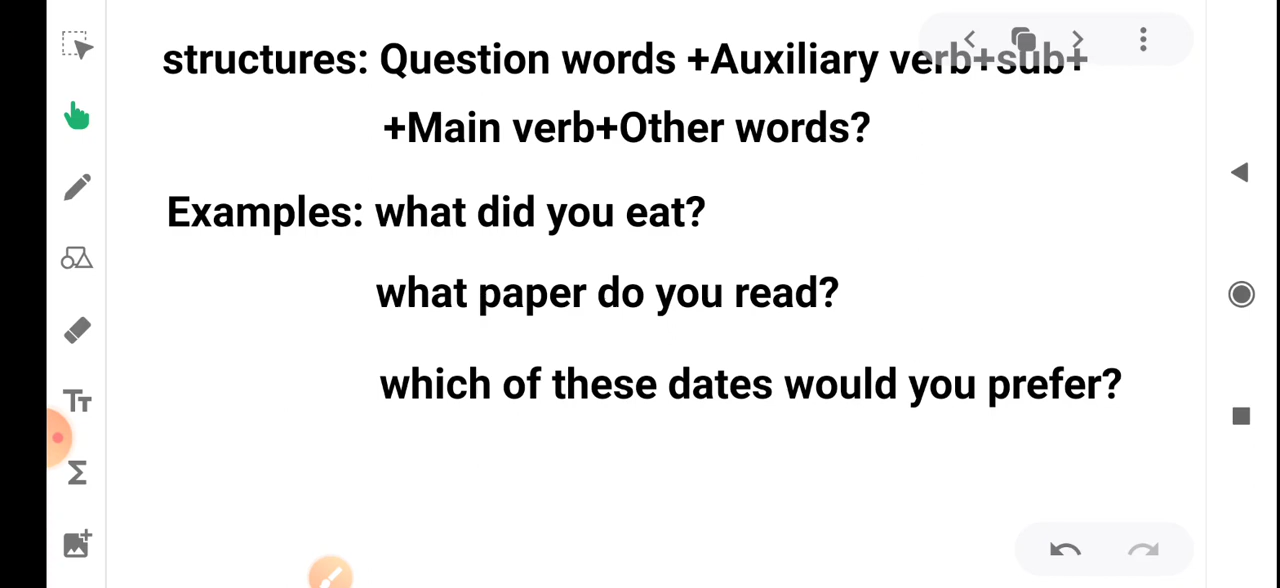 structures: Question words +Auxiliary verb+sub+
+Main verb+Other words?
Examples: what did you eat?
what paper do you read?
which of these dates would you prefer?